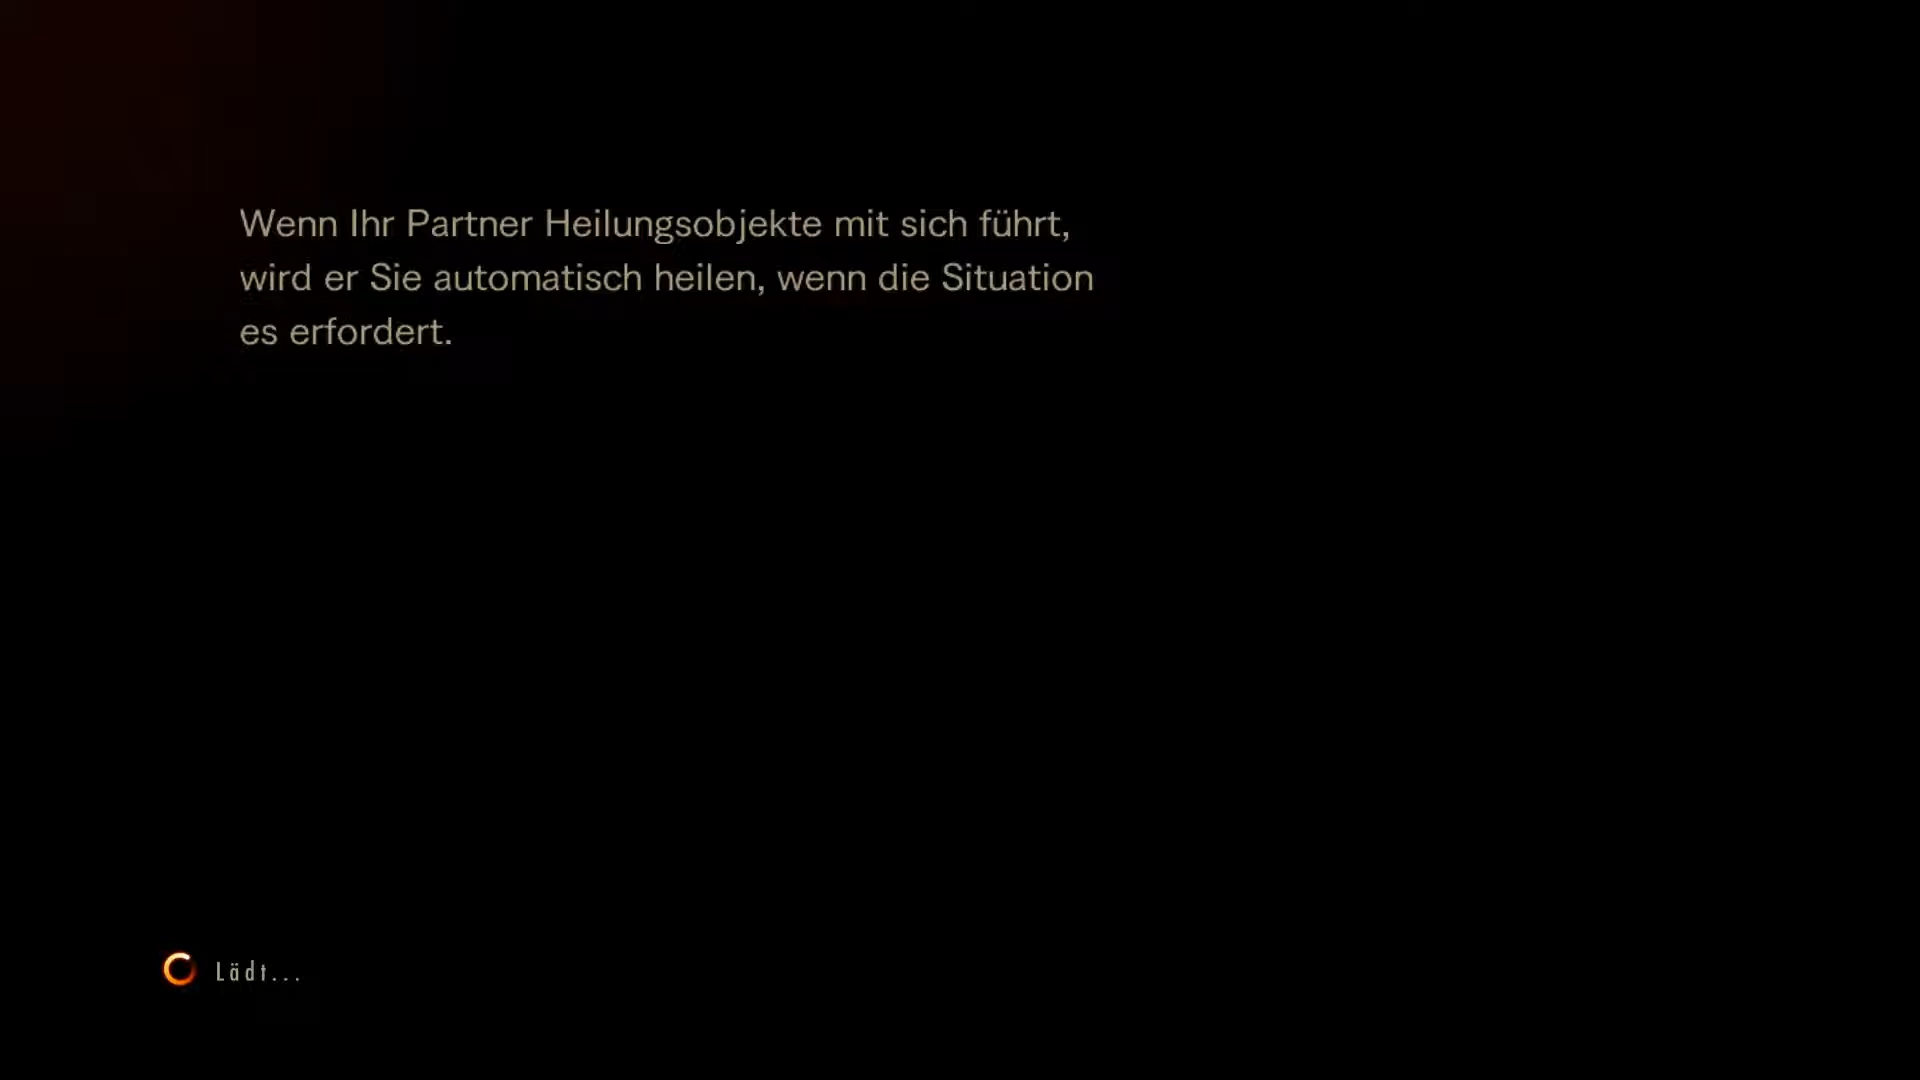 Wenn Ihr Partner Heilungsobjekte mit sich führt,
wird er Sie automatisch heilen, wenn die Situation
es erfordert.
Lädt...